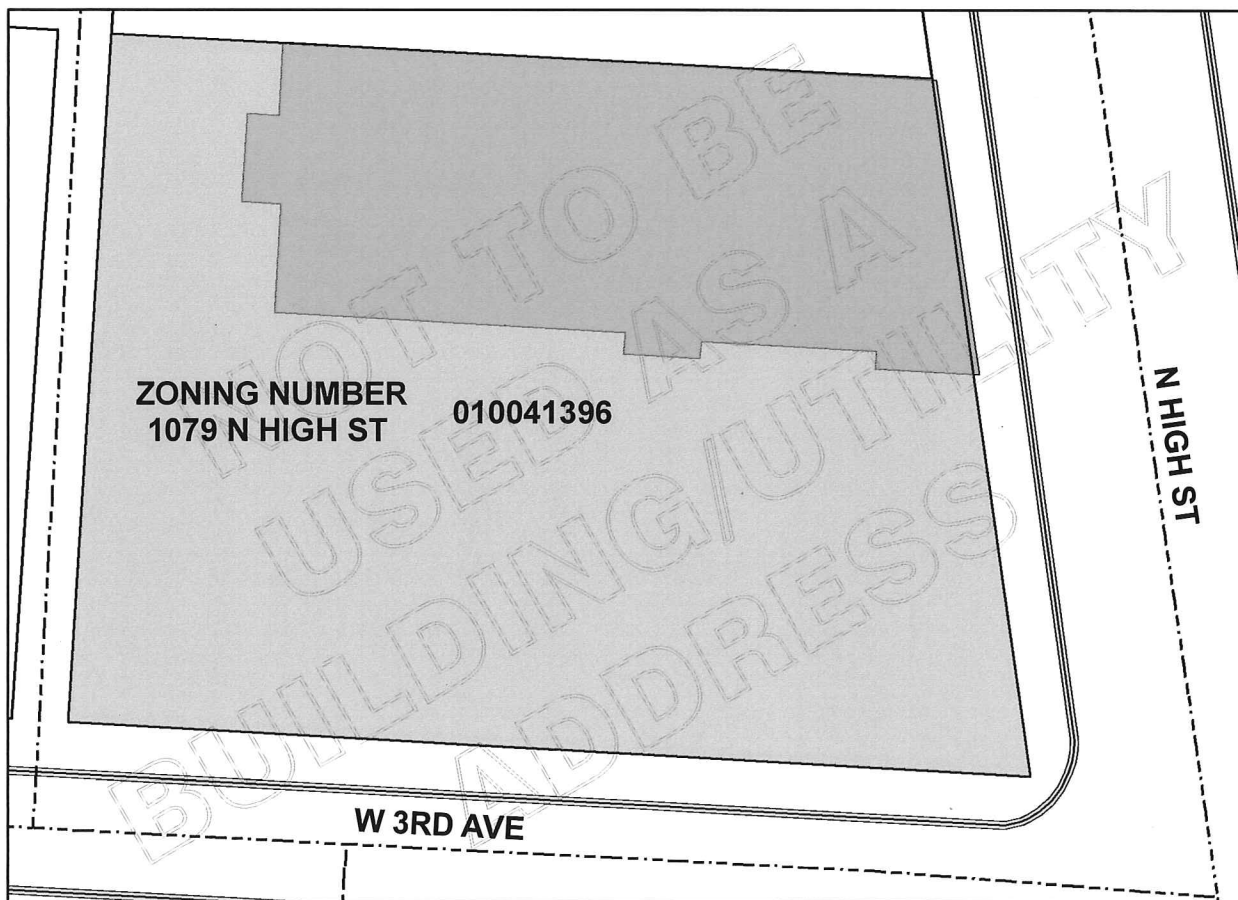 ZONING NUMBER
1079 N HIGH ST
010041396
N HIGH ST
W 3RD AVE
NOT TO BE
USED AS A
BUILDING/UTILITY
ADDRESS